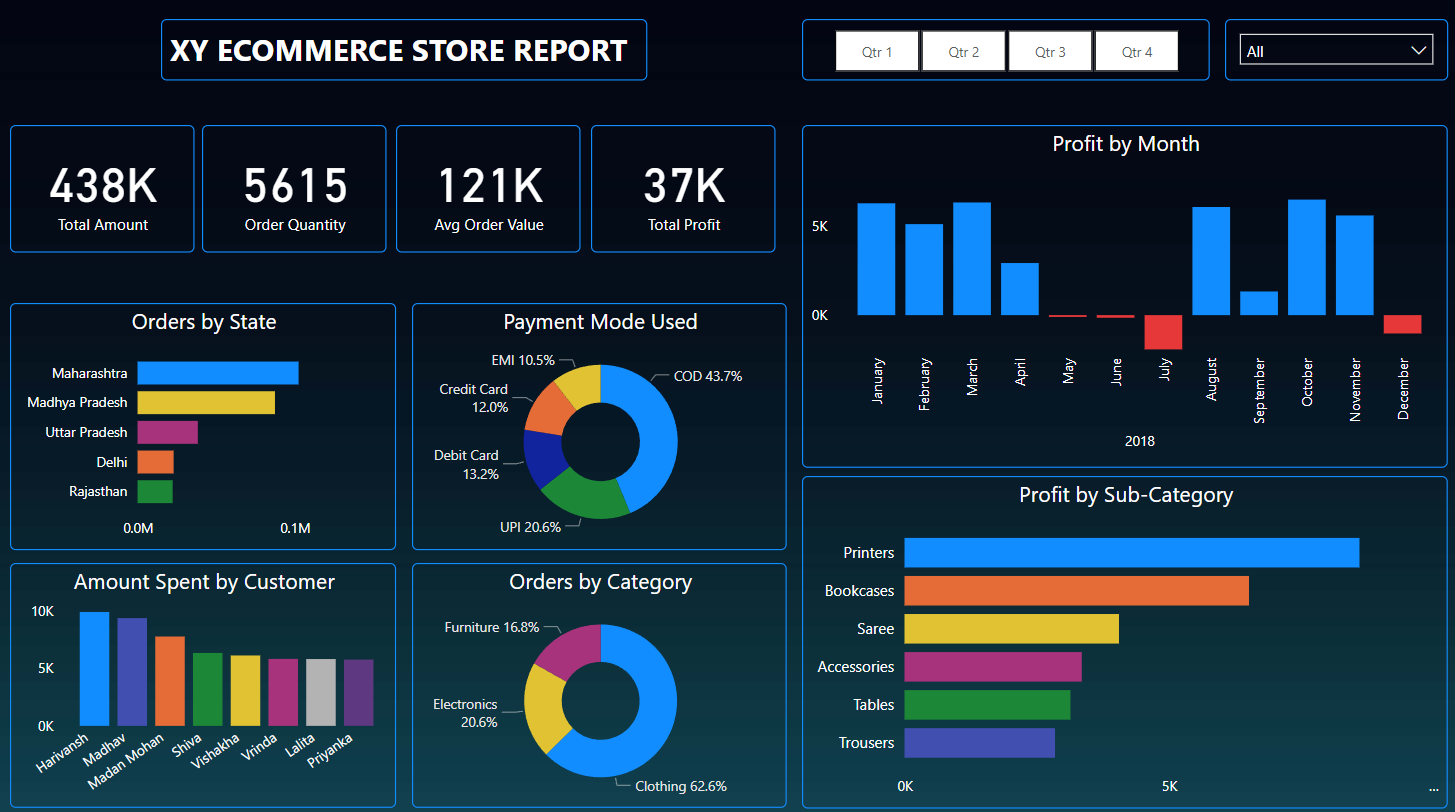 XY ECOMMERCE STORE REPORT
Qtr 1
Qtr 2
Qtr 3
Qtr 4
All
438K
Total Amount
5615
Order Quantity
121K
Avg Order Value
37K
Total Profit
Profit by Month
5K
0K
January
February
March
April
May
June
July
August
September
October
November
December
2018
Orders by State
Maharashtra
Madhya Pradesh
Uttar Pradesh
Delhi
Rajasthan
0.0M
0.1M
Payment Mode Used
EMI 10.5%
COD 43.7%
Credit Card
12.0%
Debit Card
13.2%
UPI 20.6%
Profit by Sub-Category
Printers
Bookcases
Saree
Accessories
Tables
Trousers
0K
5K
...
Amount Spent by Customer
10K
5K
0K
Harivansh
Madhav
Madan Mohan
Shiva
Vishakha
Vrinda
Lalita
Priyanka
Orders by Category
Furniture 16.8%
Electronics
20.6%
Clothing 62.6%